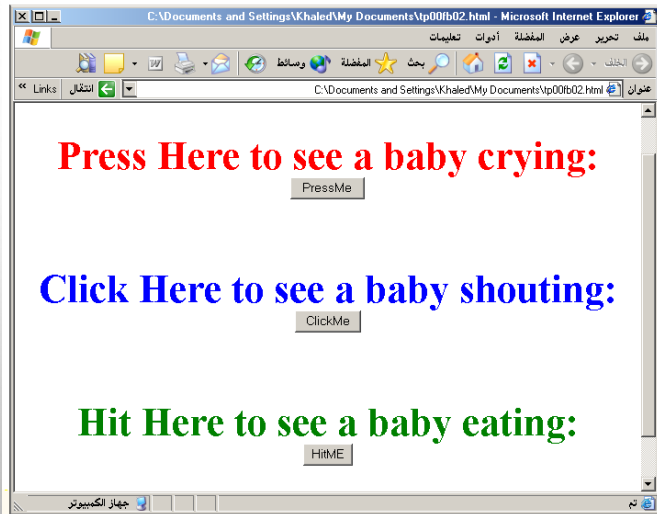 C:\Documents and Settings\Khaled\My Documents\tp00fb02.html - Microsoft Internet Explorer
ملف تحرير عرض المفضلة أدوات تعليمات
الخلف بحث المفضلة وسائط
عنوان C:\Documents and Settings\Khaled\My Documents\tp00fb02.html انتقال Links »
Press Here to see a baby crying:
PressMe
Click Here to see a baby shouting:
ClickMe
Hit Here to see a baby eating:
HitME
تم جهاز الكمبيوتر